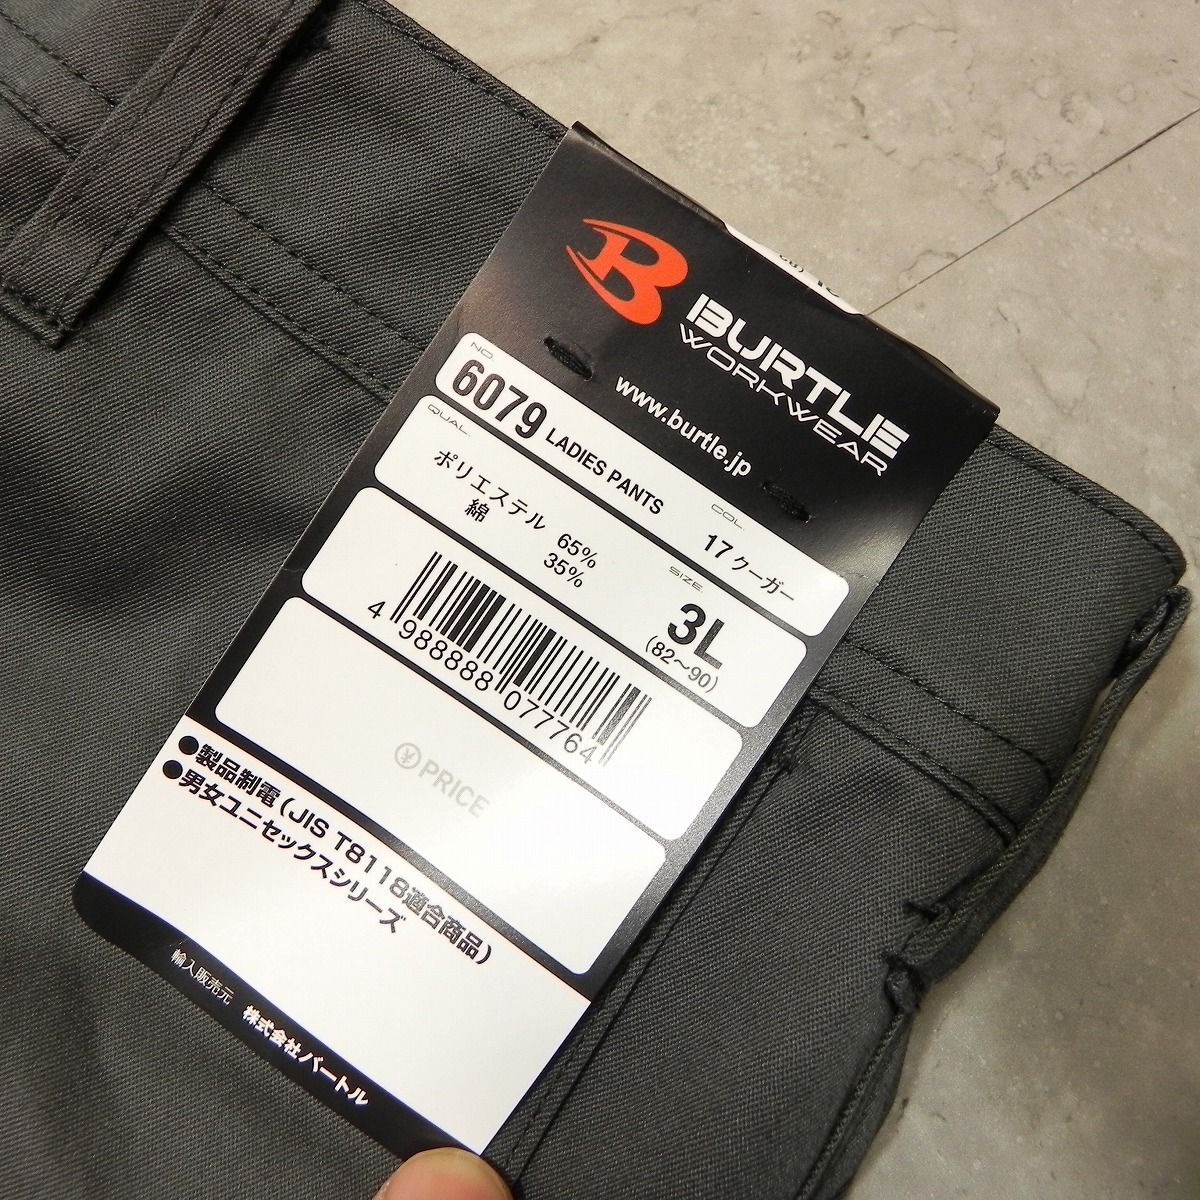 BURTLE
WORKWEAR
www.burtle.jp
NO.
6079 LADIES PANTS
COL.
17クーガー
QUAL.
ポリエステル 65%
綿 35%
SIZE.
3L
(82～90)
4 988888 077764
¥ PRICE
●製品制電(JIS T8118適合商品)
●男女ユニセックスシリーズ
輸入販売元 株式会社バートル